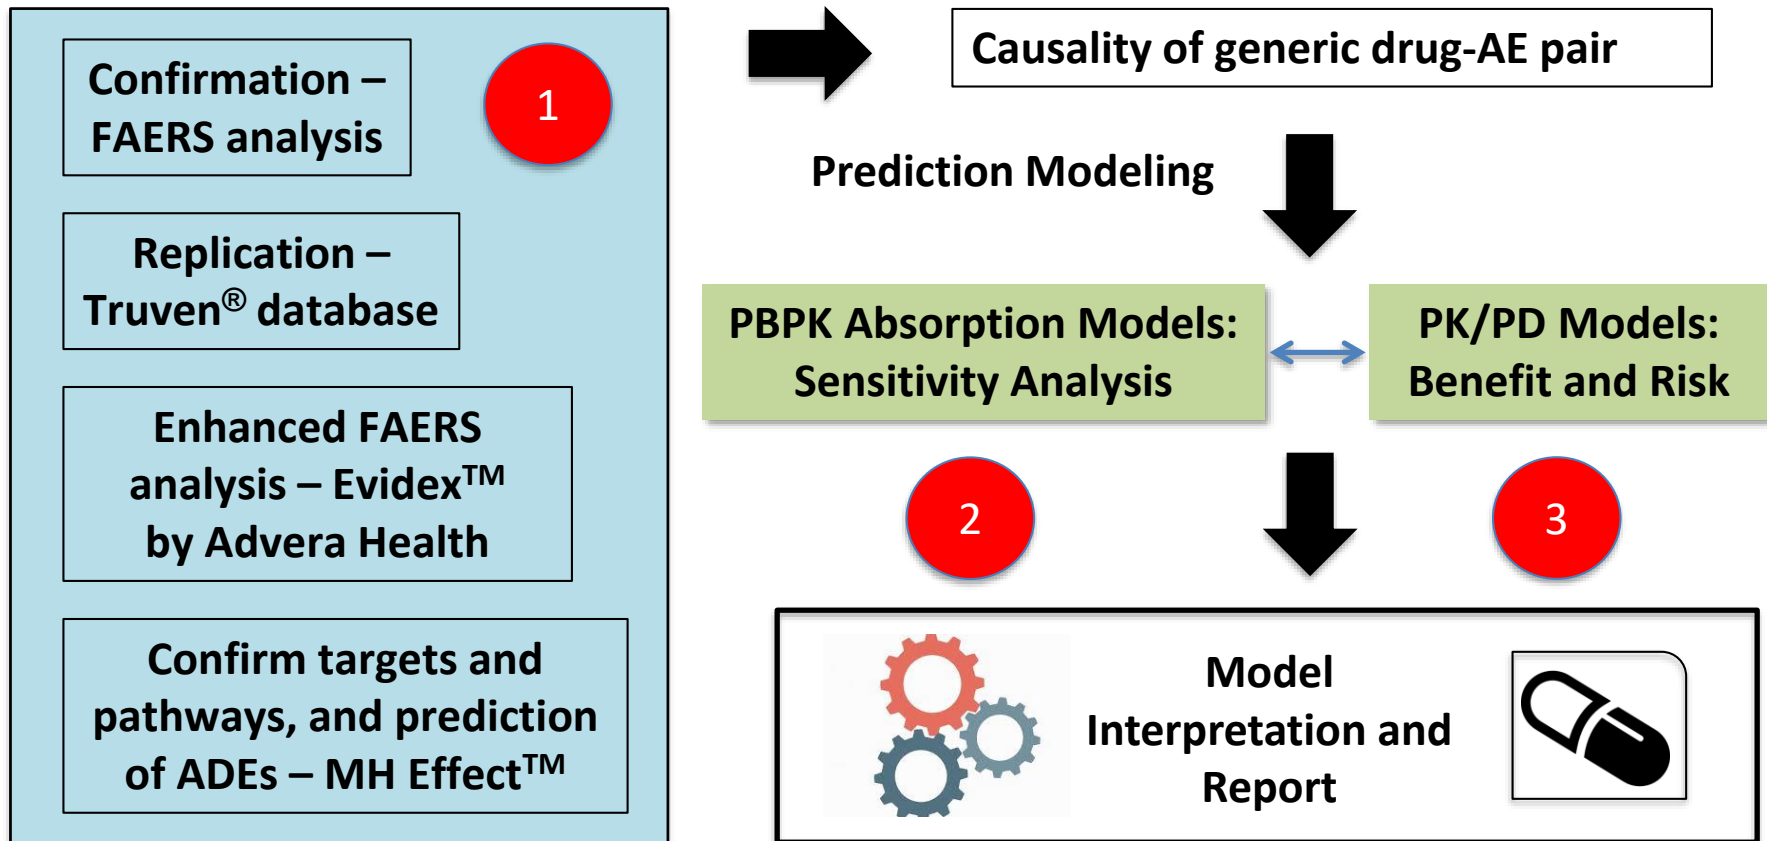 Confirmation –
FAERS analysis
1
Replication –
Truven® database
Enhanced FAERS
analysis – Evidex™
by Advera Health
Confirm targets and
pathways, and prediction
of ADEs – MH Effect™
Causality of generic drug-AE pair
Prediction Modeling
PBPK Absorption Models:
Sensitivity Analysis
PK/PD Models:
Benefit and Risk
2
3
Model
Interpretation and
Report